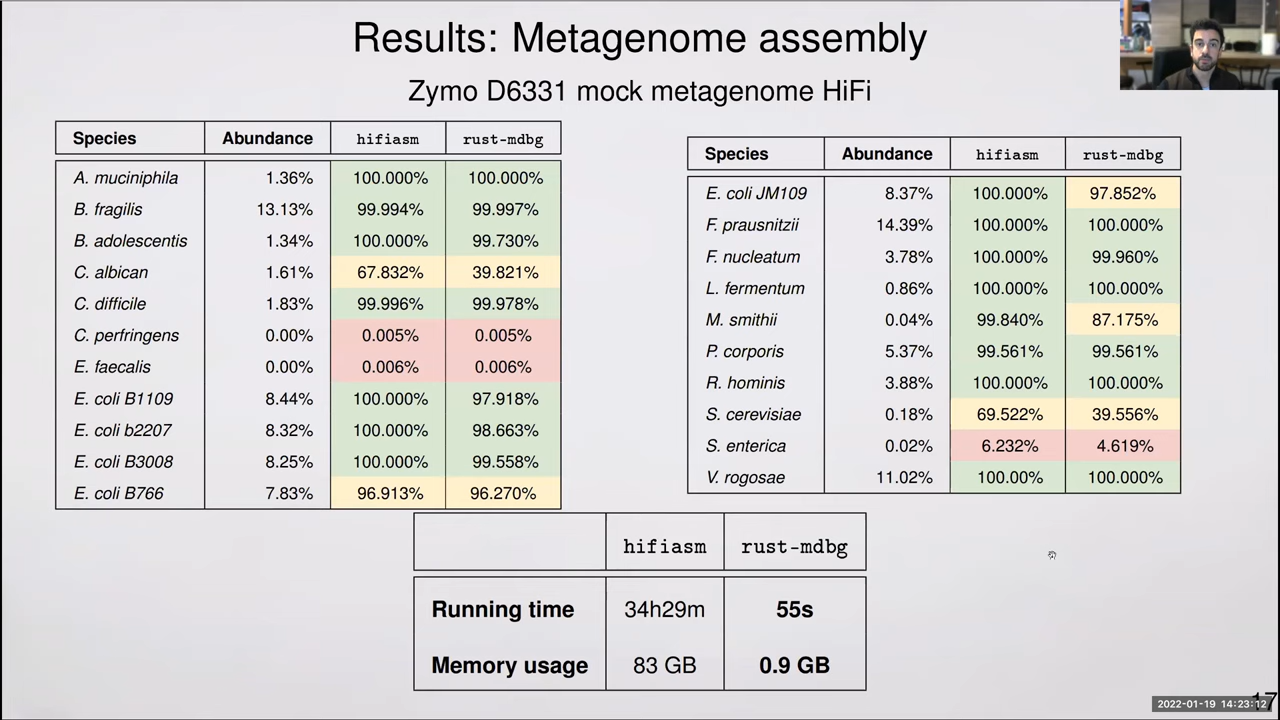 Results: Metagenome assembly
Zymo D6331 mock metagenome HiFi
Species Abundance hifiasm rust-mdbg
A. muciniphila 1.36% 100.000% 100.000%
B. fragilis 13.13% 99.994% 99.997%
B. adolescentis 1.34% 100.000% 99.730%
C. albican 1.61% 67.832% 39.821%
C. difficile 1.83% 99.996% 99.978%
C. perfringens 0.00% 0.005% 0.005%
E. faecalis 0.00% 0.006% 0.006%
E. coli B1109 8.44% 100.000% 97.918%
E. coli b2207 8.32% 100.000% 98.663%
E. coli B3008 8.25% 100.000% 99.558%
E. coli B766 7.83% 96.913% 96.270%
Species Abundance hifiasm rust-mdbg
E. coli JM109 8.37% 100.000% 97.852%
F. prausnitzii 14.39% 100.000% 100.000%
F. nucleatum 3.78% 100.000% 99.960%
L. fermentum 0.86% 100.000% 100.000%
M. smithii 0.04% 99.840% 87.175%
P. corporis 5.37% 99.561% 99.561%
R. hominis 3.88% 100.000% 100.000%
S. cerevisiae 0.18% 69.522% 39.556%
S. enterica 0.02% 6.232% 4.619%
V. rogosae 11.02% 100.00% 100.000%
hifiasm rust-mdbg
Running time 34h29m 55s
Memory usage 83 GB 0.9 GB
2022-01-19 14:23:12
17